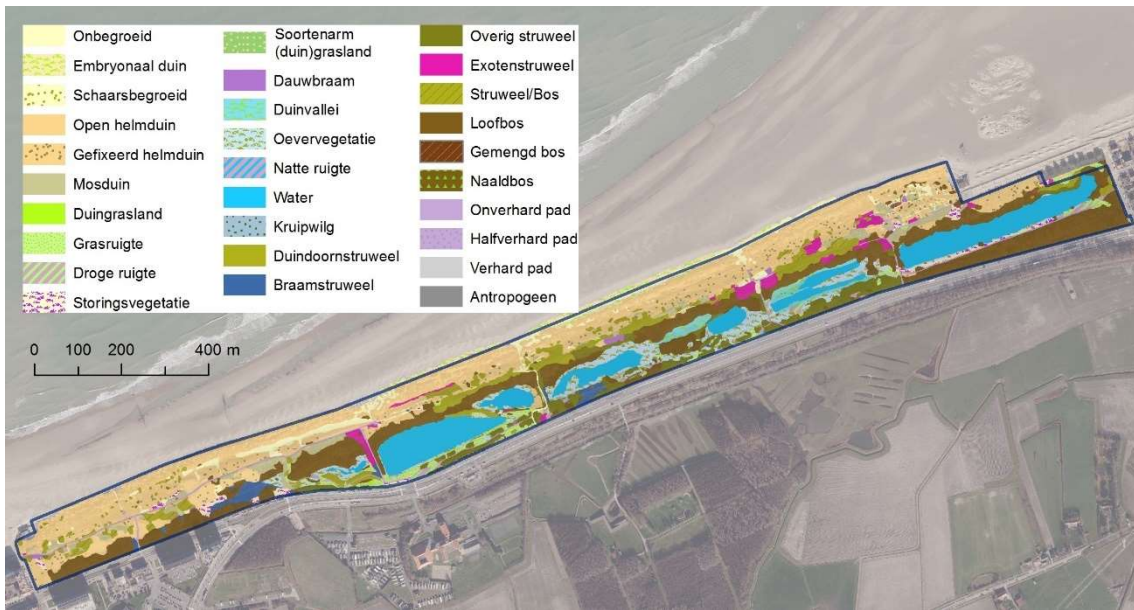 Onbegroeid
Embryonaal duin
Schaarsbegroeid
Open helmduin
Gefixeerd helmduin
Mosduin
Duingrasland
Grasruigte
Droge ruigte
Storingsvegetatie
Soortenarm
(duin)grasland
Dauwbraam
Duinvallei
Oevervegetatie
Natte ruigte
Water
Kruipwilg
Duindoornstruweel
Braamstruweel
Overig struweel
Exotenstruweel
Struweel/Bos
Loofbos
Gemengd bos
Naaldbos
Onverhard pad
Halfverhard pad
Verhard pad
Antropogeen
0 100 200 400 m